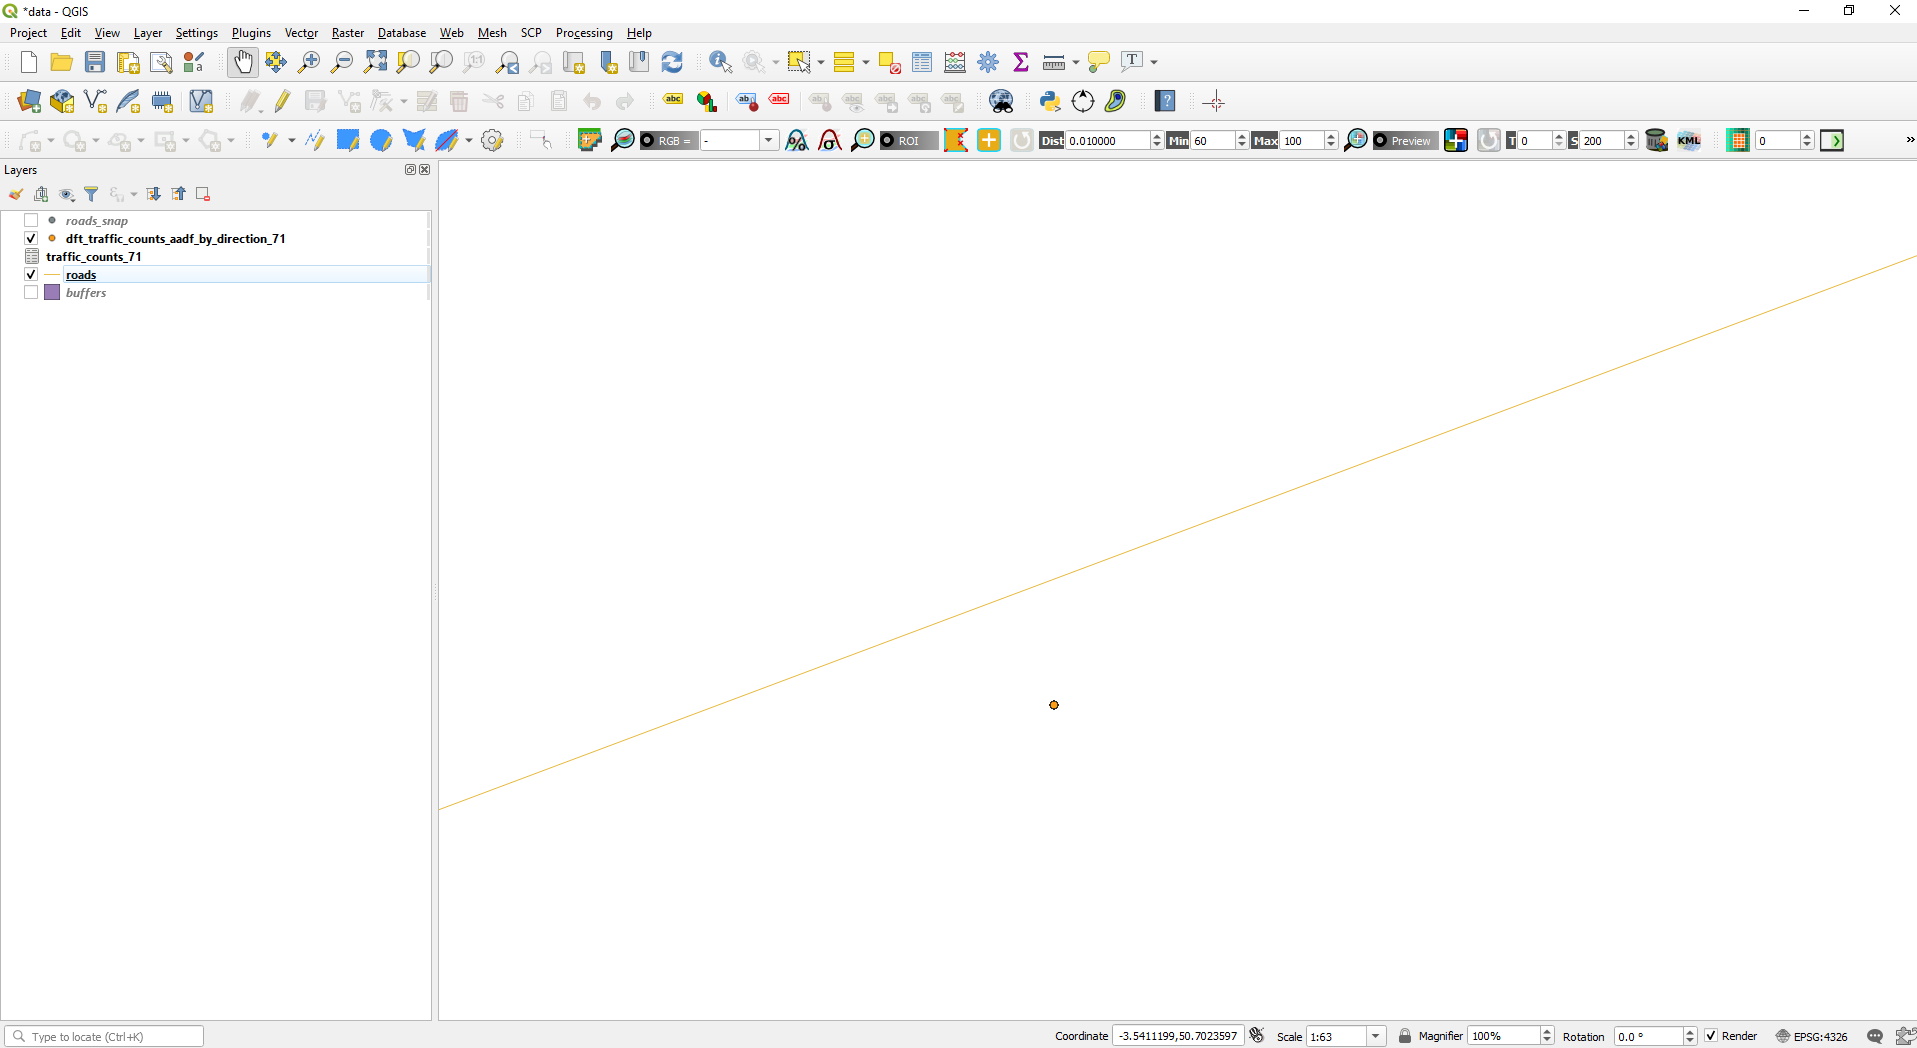 *data - QGIS
Project Edit View Layer Settings Plugins Vector Raster Database Web Mesh SCP Processing Help
abc abc
RGB = - ROI Dist 0.010000 Min 60 Max 100 Preview T 0 S 200 KML 0 »
Layers
roads_snap
dft_traffic_counts_aadf_by_direction_71
traffic_counts_71
roads
buffers
Type to locate (Ctrl+K) Coordinate -3.5411199,50.7023597 Scale 1:63 Magnifier 100% Rotation 0.0 ° Render EPSG:4326